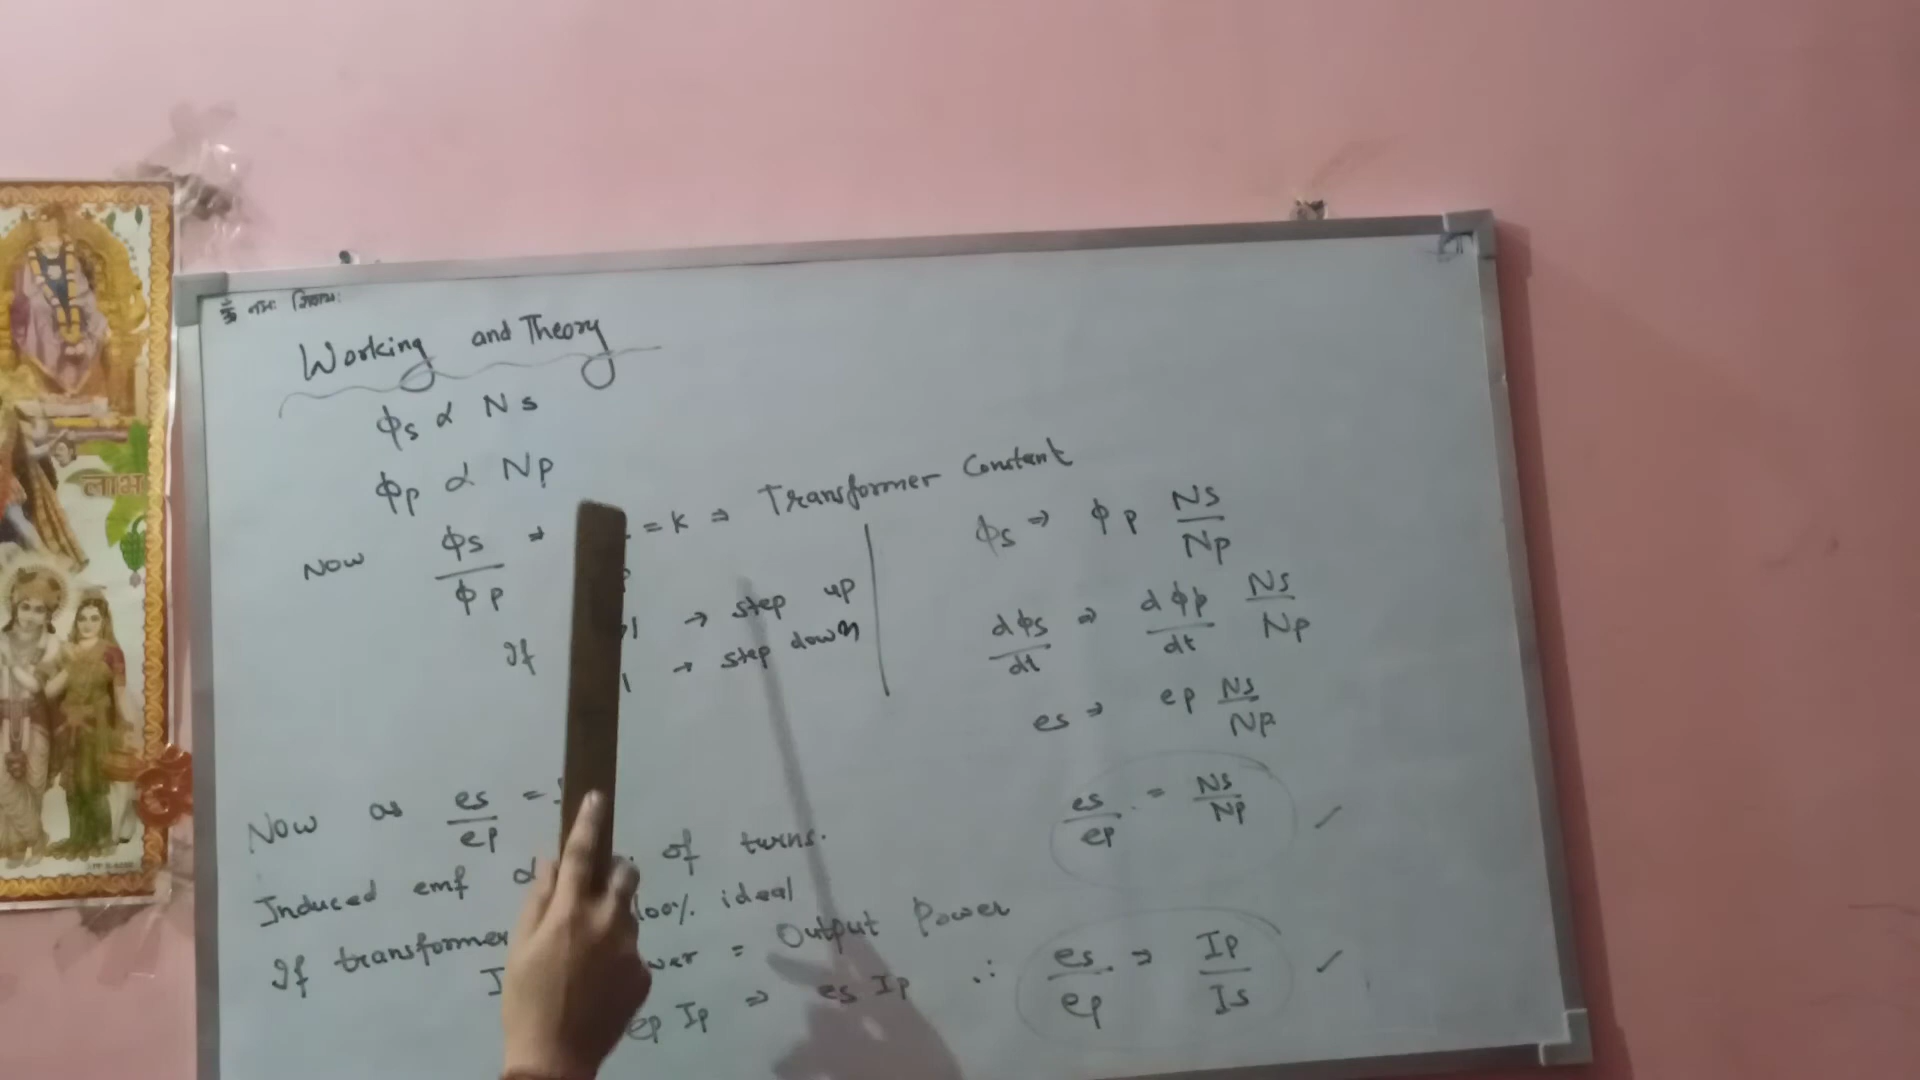 ॐ नमः शिवाय:
Working and Theory
ϕs α Ns
ϕp α Np
Now ϕs/ϕp ⇒ = K ⇒ Transformer Constant
If → step up
→ step down
ϕs ⇒ ϕp Ns/Np
dϕs/dt ⇒ dϕp/dt Ns/Np
es ⇒ ep Ns/Np
es/ep = Ns/Np ✓
Now as es/ep =
Induced emf α of turns.
If transformer 100% ideal
= Output Power
ep Ip ⇒ es Ip ∴ es/ep ⇒ Ip/Is ✓
लाभ